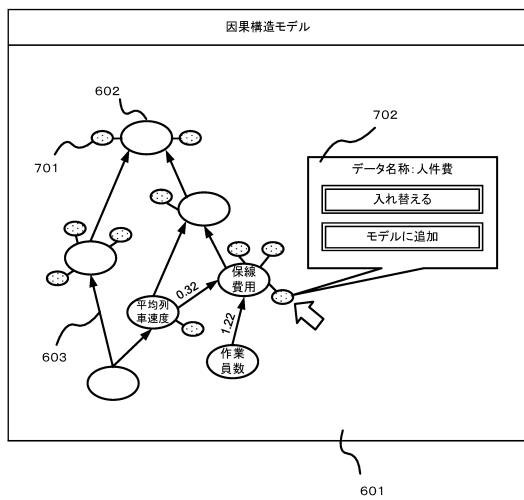 因果構造モデル
602
702
701
データ名称:人件費
入れ替える
モデルに追加
保線
費用
0.32
平均列
車速度
1.22
603
作業
員数
601